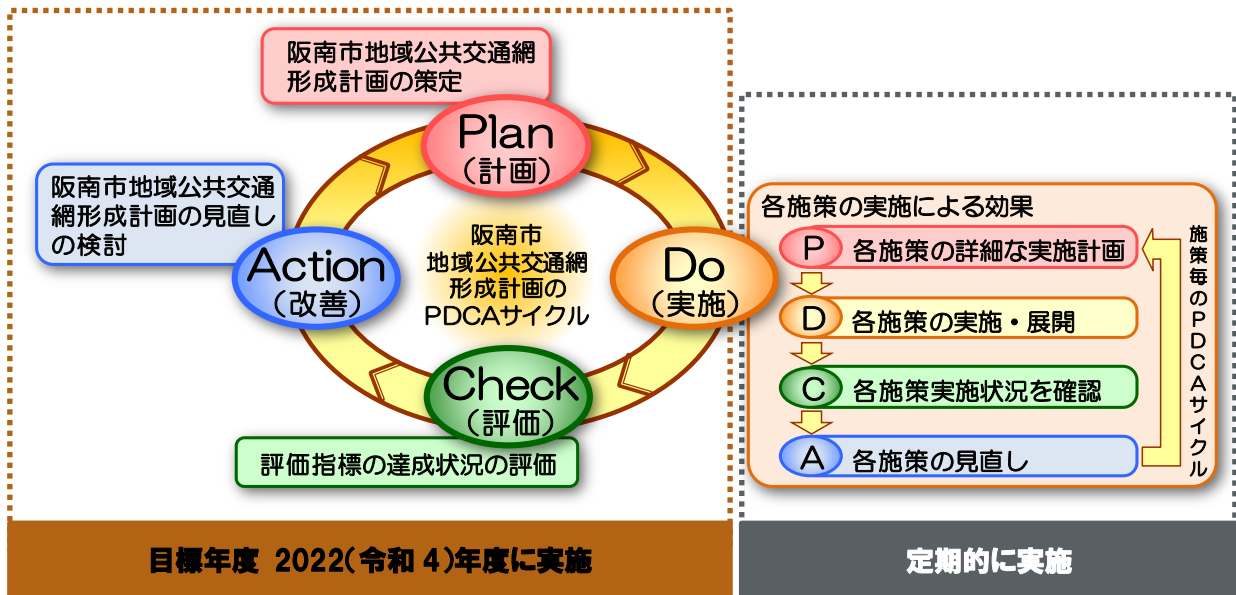 阪南市地域公共交通網
形成計画の策定
Plan
(計画)
阪南市地域公共交通
網形成計画の見直し
の検討
Action
(改善)
阪南市
地域公共交通網
形成計画の
PDCAサイクル
Do
(実施)
Check
(評価)
評価指標の達成状況の評価
目標年度 2022(令和4)年度に実施
各施策の実施による効果
P 各施策の詳細な実施計画
D 各施策の実施・展開
C 各施策実施状況を確認
A 各施策の見直し
施策毎のPDCAサイクル
定期的に実施